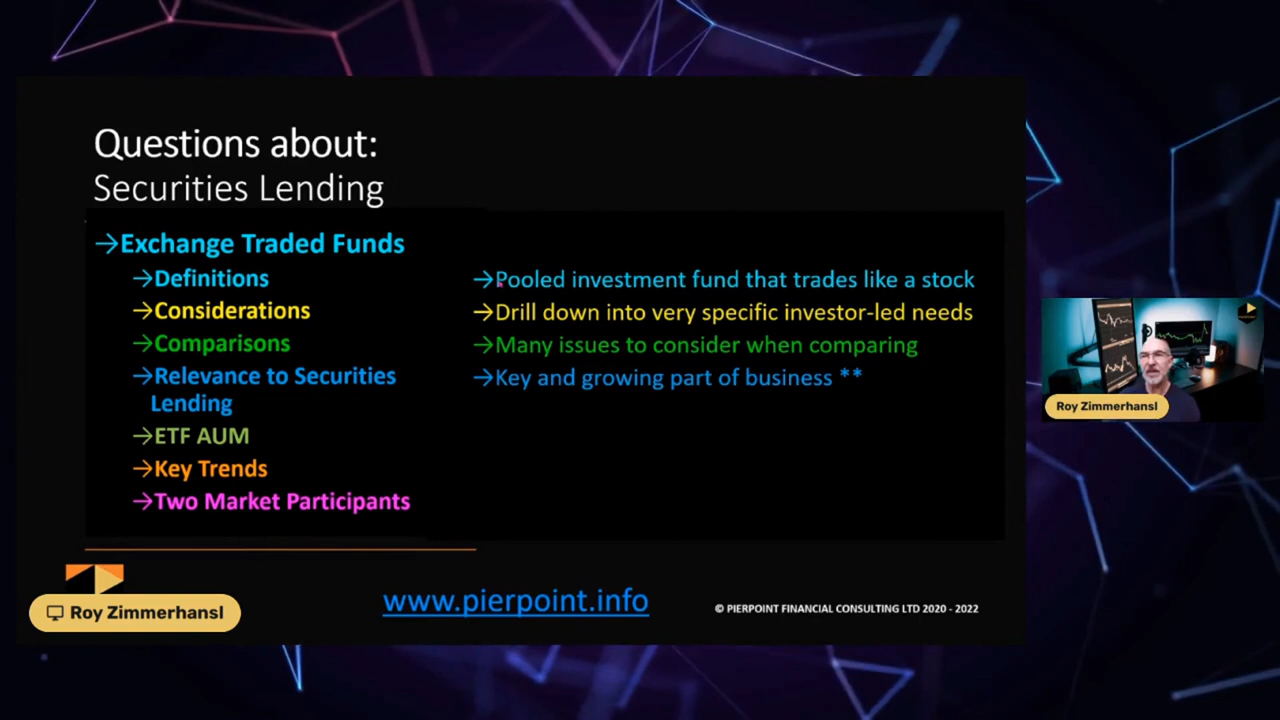 Questions about:
Securities Lending
→Exchange Traded Funds
→Definitions
→Considerations
→Comparisons
→Relevance to Securities
Lending
→ETF AUM
→Key Trends
→Two Market Participants
→Pooled investment fund that trades like a stock
→Drill down into very specific investor-led needs
→Many issues to consider when comparing
→Key and growing part of business **
Roy Zimmerhansl
www.pierpoint.info
© PIERPOINT FINANCIAL CONSULTING LTD 2020 - 2022
Roy Zimmerhansl